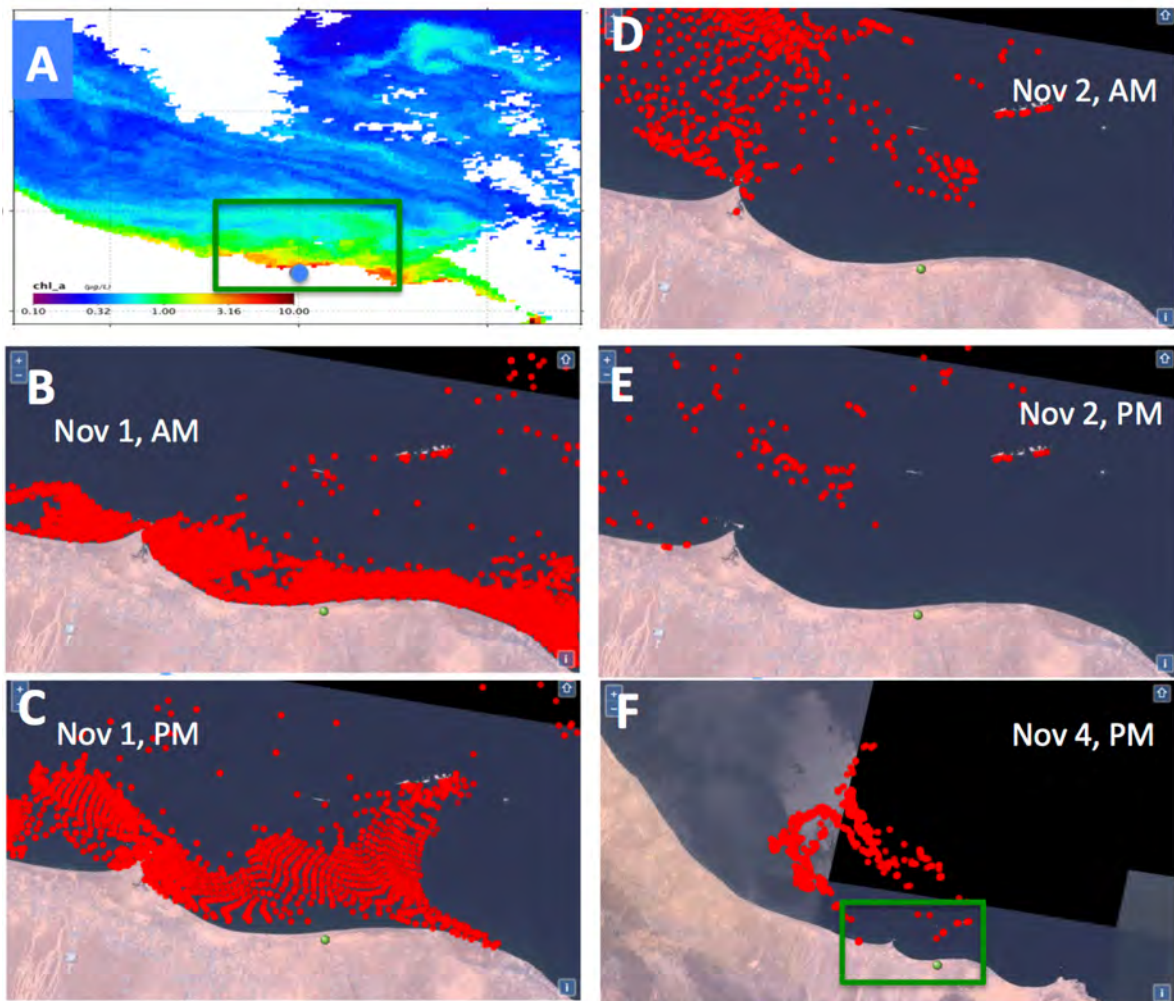 A
chl_a (µg/L)
0.10 0.32 1.00 3.16 10.00
B
Nov 1, AM
C
Nov 1, PM
D
Nov 2, AM
E
Nov 2, PM
F
Nov 4, PM